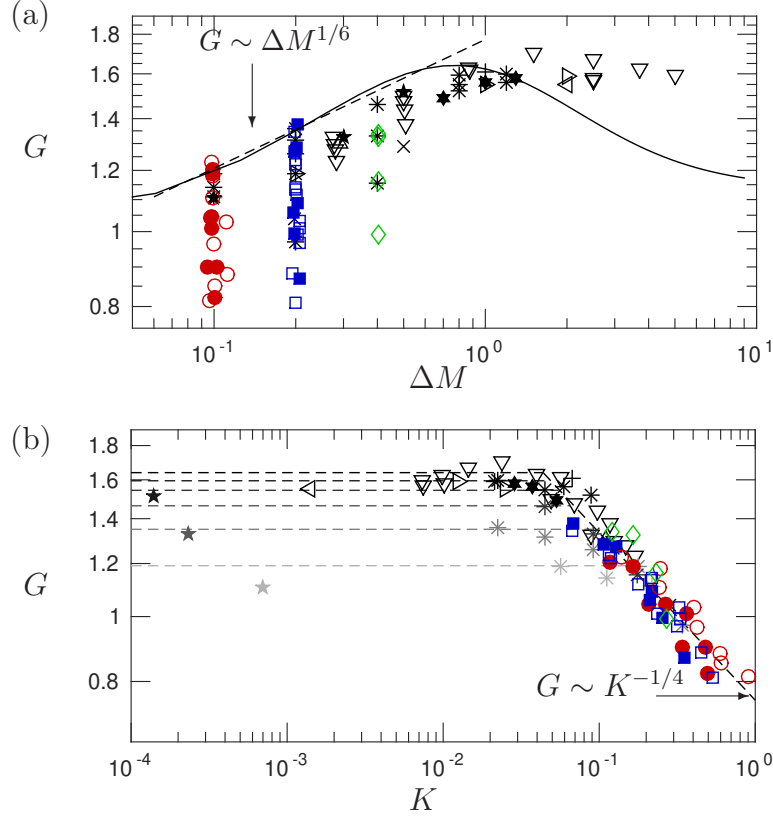 (a)
1.8
1.6
1.4
1.2
1
0.8
G
G ∼ ΔM^{1/6}
10^{-1} 10^{0} 10^{1}
ΔM
(b)
1.8
1.6
1.4
1.2
1
0.8
G
G ∼ K^{-1/4}
10^{-4} 10^{-3} 10^{-2} 10^{-1} 10^{0}
K